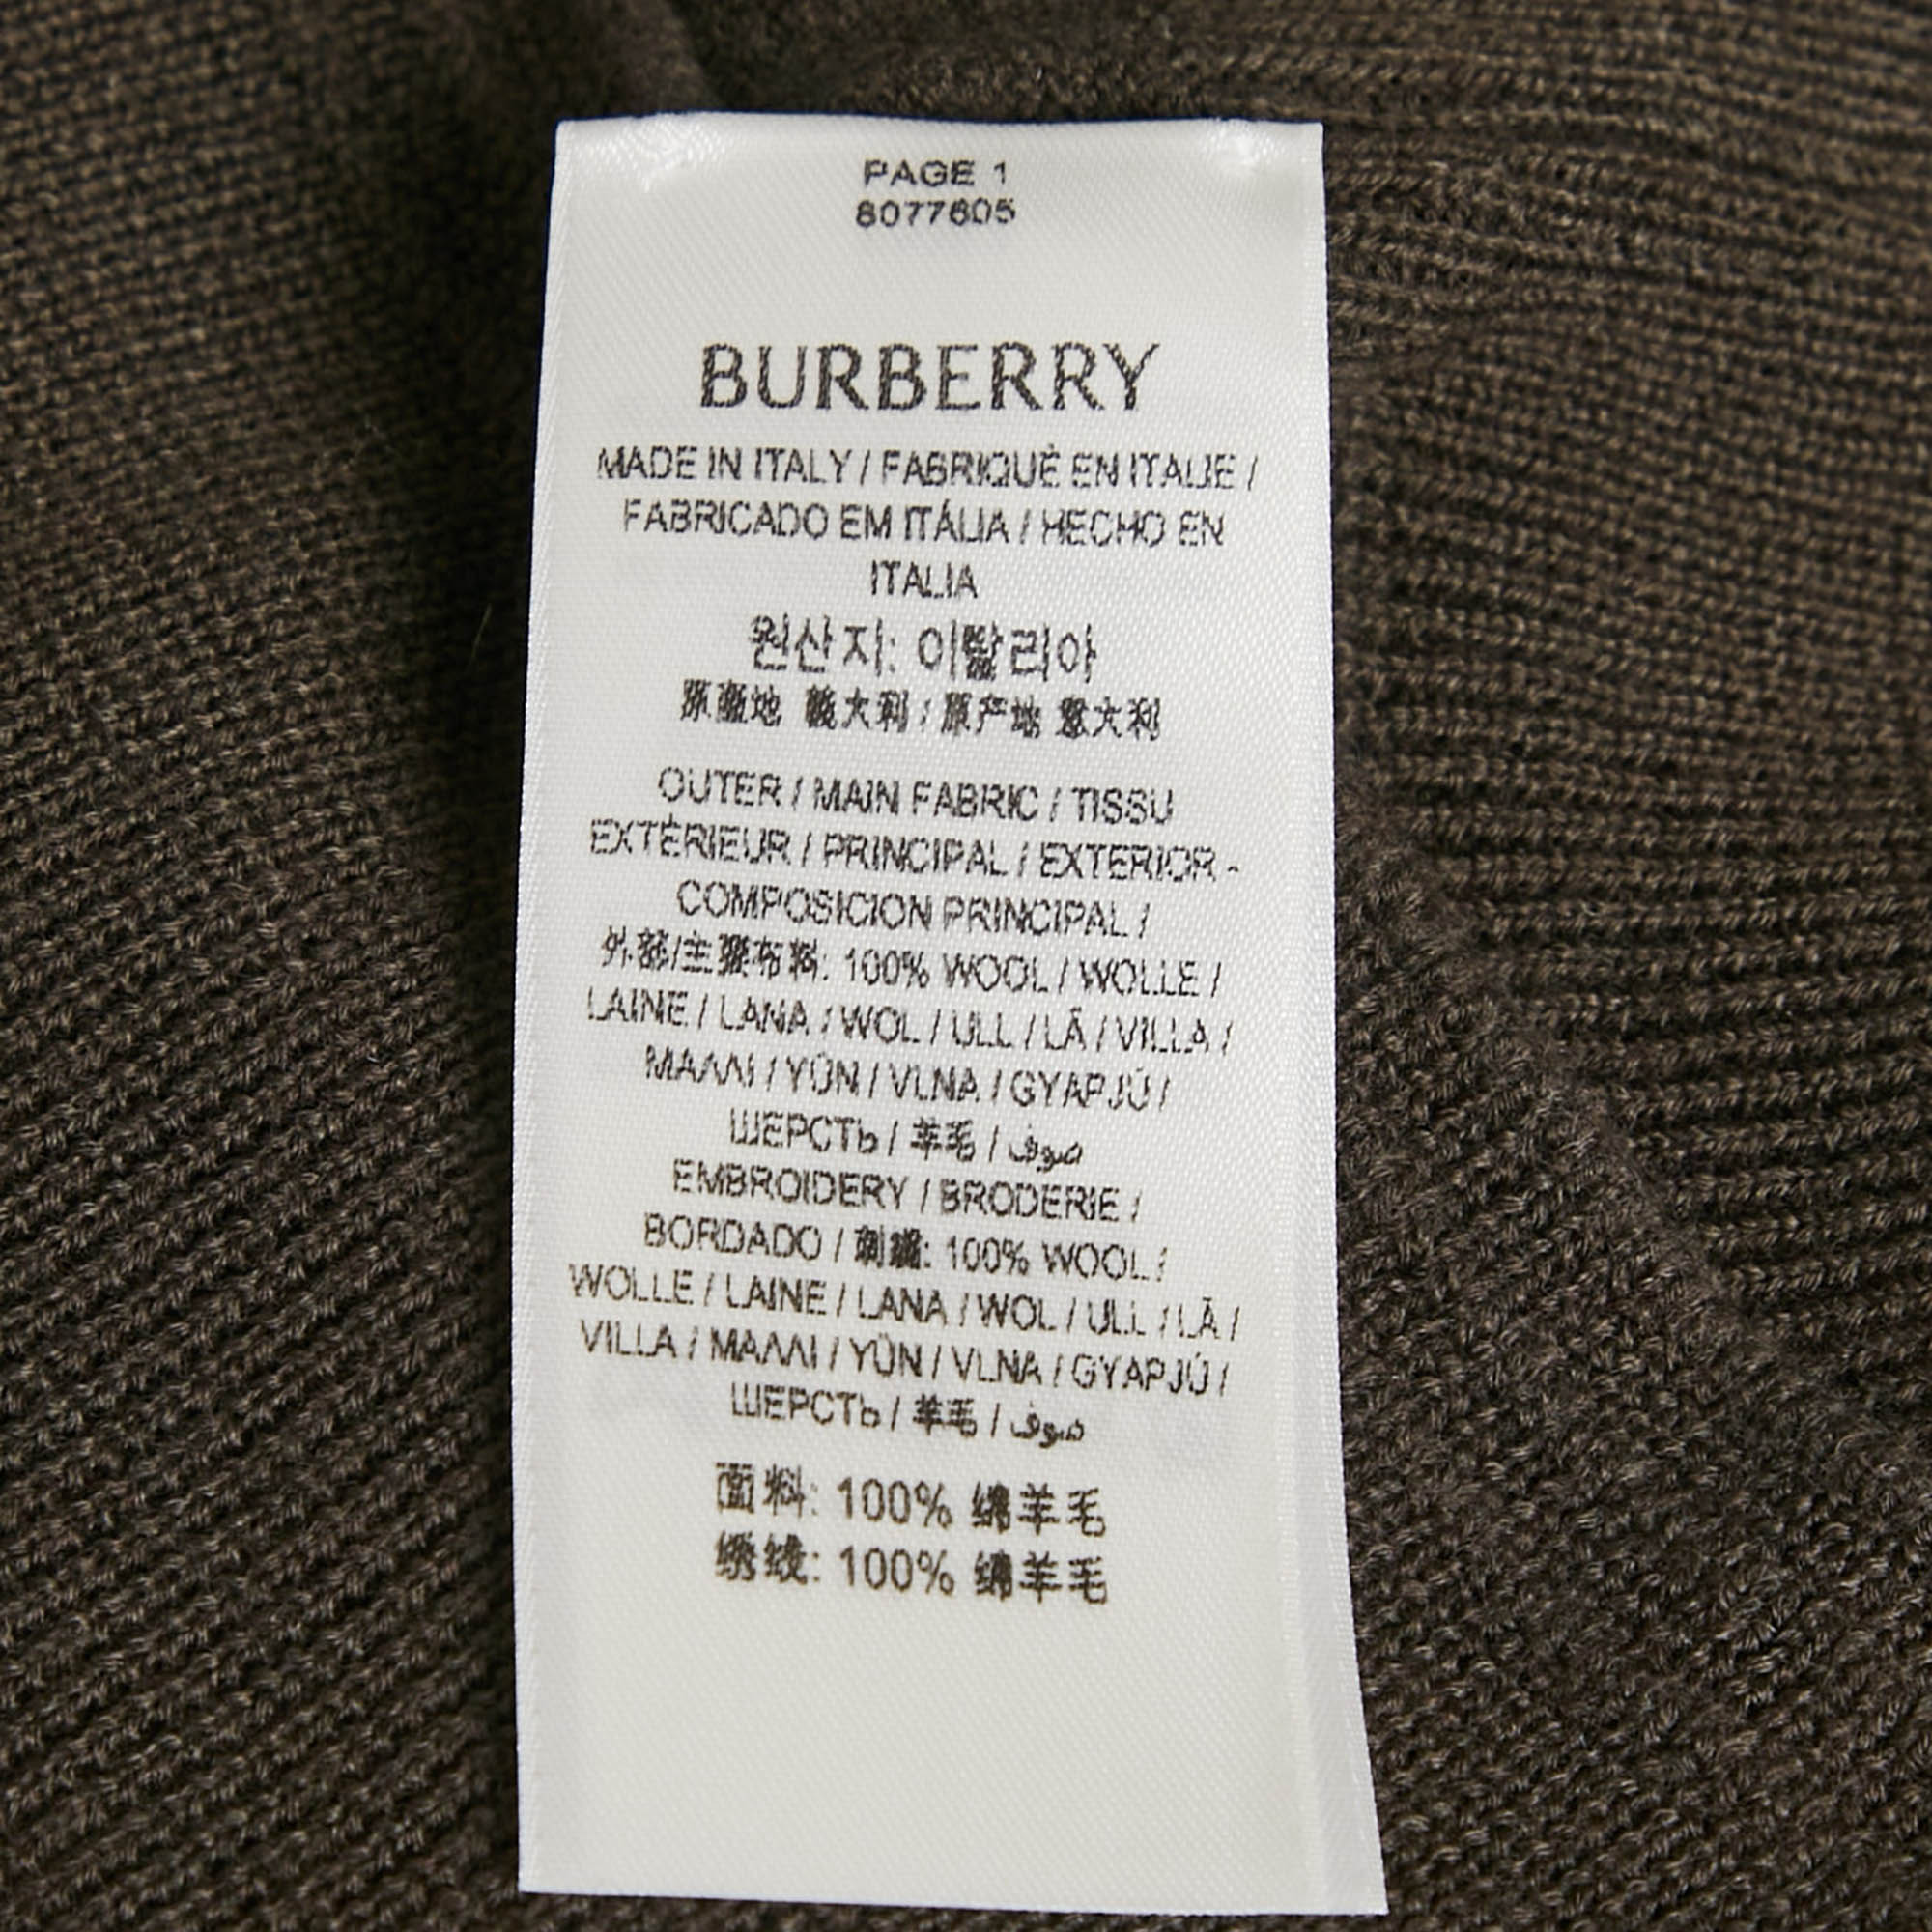 PAGE 1
8077605
BURBERRY
MADE IN ITALY / FABRIQUÉ EN ITALIE /
FABRICADO EM ITÁLIA / HECHO EN
ITALIA
원산지: 이탈리아
原產地 義大利 / 原产地 意大利
OUTER / MAIN FABRIC / TISSU
EXTÉRIEUR / PRINCIPAL / EXTERIOR -
COMPOSICION PRINCIPAL /
外部/主要布料: 100% WOOL / WOLLE /
LAINE / LANA / WOL / ULL / LÃ / VILLA /
ΜΑΛΛΙ / YÜN / VLNA / GYAPJÚ /
ШЕРСТЬ / 羊毛 / صوف
EMBROIDERY / BRODERIE /
BORDADO / 刺繡: 100% WOOL /
WOLLE / LAINE / LANA / WOL / ULL / LÃ /
VILLA / ΜΑΛΛΙ / YÜN / VLNA / GYAPJÚ /
ШЕРСТЬ / 羊毛 / صوف
面料: 100% 绵羊毛
绣线: 100% 绵羊毛